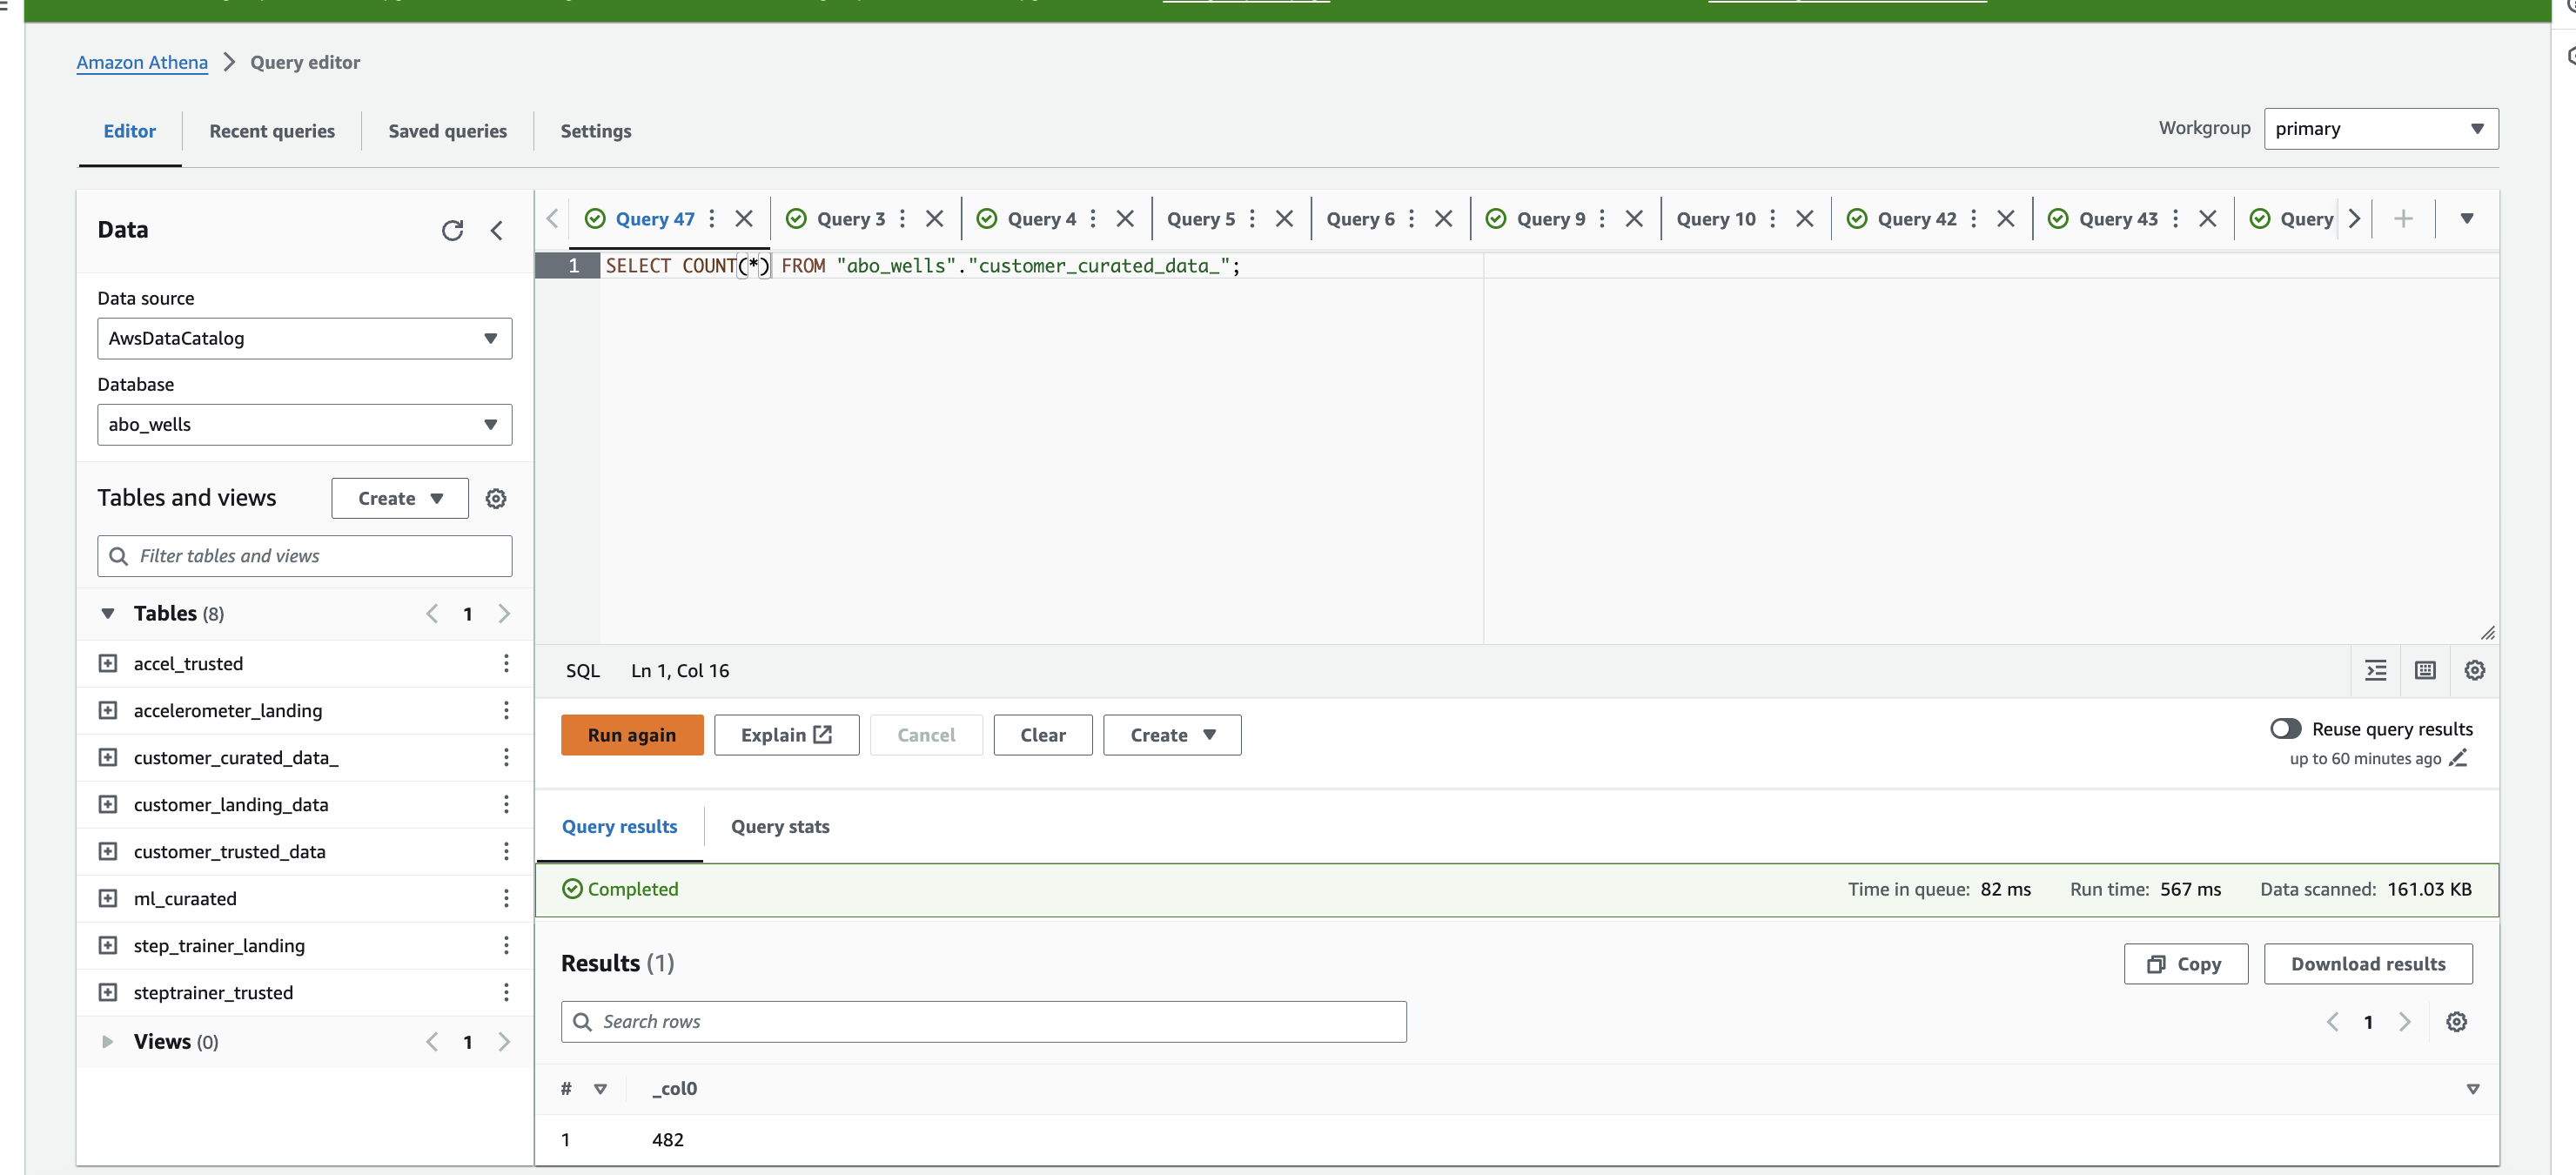 Amazon Athena > Query editor
Editor Recent queries Saved queries Settings
Workgroup primary
Data
Query 47 Query 3 Query 4 Query 5 Query 6 Query 9 Query 10 Query 42 Query 43 Query
1 SELECT COUNT(*) FROM "abo_wells"."customer_curated_data_";
Data source
AwsDataCatalog
Database
abo_wells
Tables and views Create
Filter tables and views
Tables (8) 1
accel_trusted
accelerometer_landing
customer_curated_data_
customer_landing_data
customer_trusted_data
ml_curaated
step_trainer_landing
steptrainer_trusted
Views (0) 1
SQL Ln 1, Col 16
Run again Explain Cancel Clear Create
Reuse query results
up to 60 minutes ago
Query results Query stats
Completed
Time in queue: 82 ms Run time: 567 ms Data scanned: 161.03 KB
Results (1)
Copy Download results
Search rows
1
# _col0
1 482